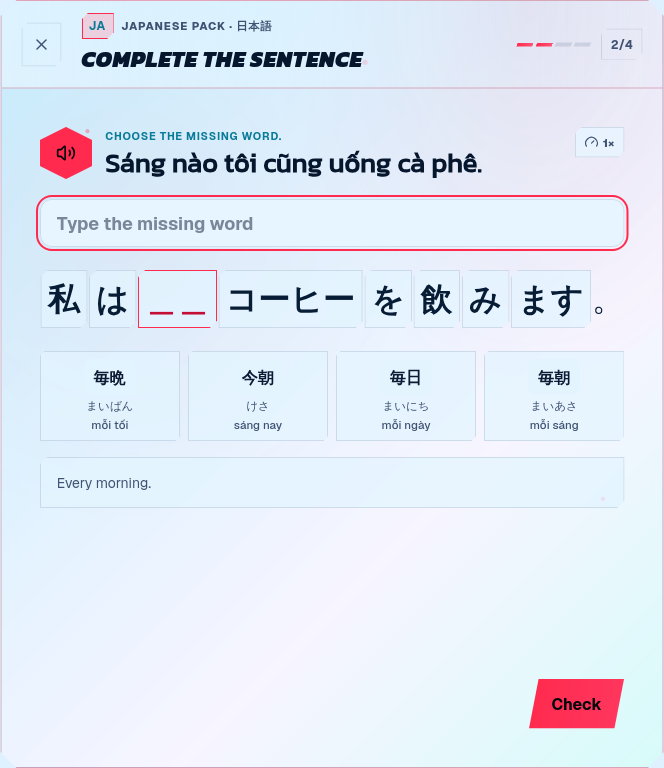 JA JAPANESE PACK · 日本語
COMPLETE THE SENTENCE
2/4
CHOOSE THE MISSING WORD.
Sáng nào tôi cũng uống cà phê.
1×
Type the missing word
私は__コーヒーを飲みます。
毎晩
まいばん
mỗi tối
今朝
けさ
sáng nay
毎日
まいにち
mỗi ngày
毎朝
まいあさ
mỗi sáng
Every morning.
Check